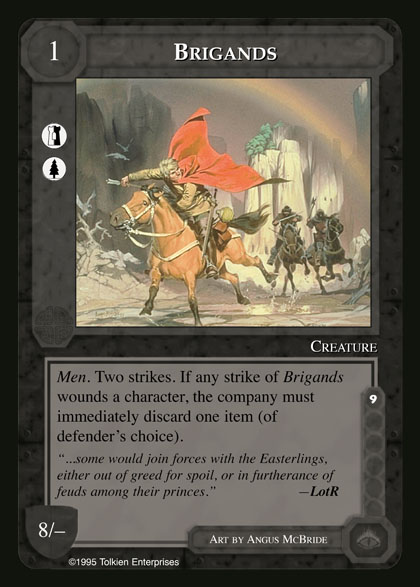 1
BRIGANDS
CREATURE
Men. Two strikes. If any strike of Brigands
wounds a character, the company must
immediately discard one item (of
defender’s choice).
9
“...some would join forces with the Easterlings,
either out of greed for spoil, or in furtherance of
feuds among their princes.” —LotR
8/–
ART BY ANGUS MCBRIDE
©1995 Tolkien Enterprises